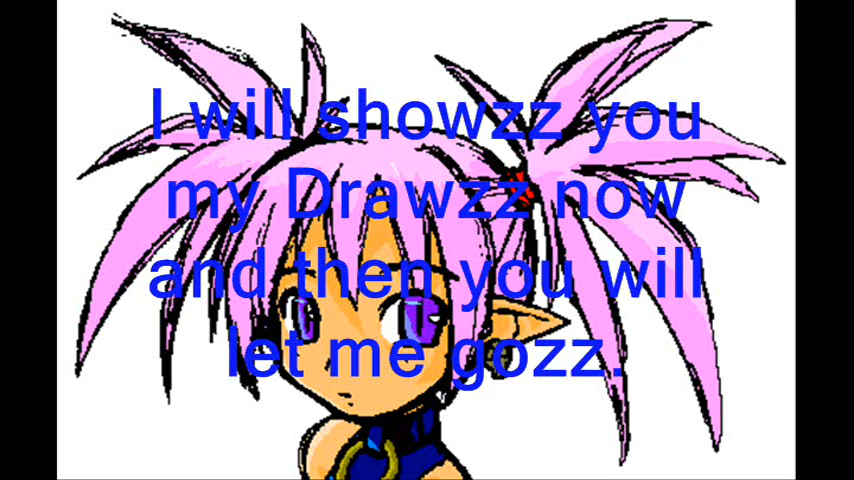 I will showzz you
my Drawzz now
and then you will
let me gozz.